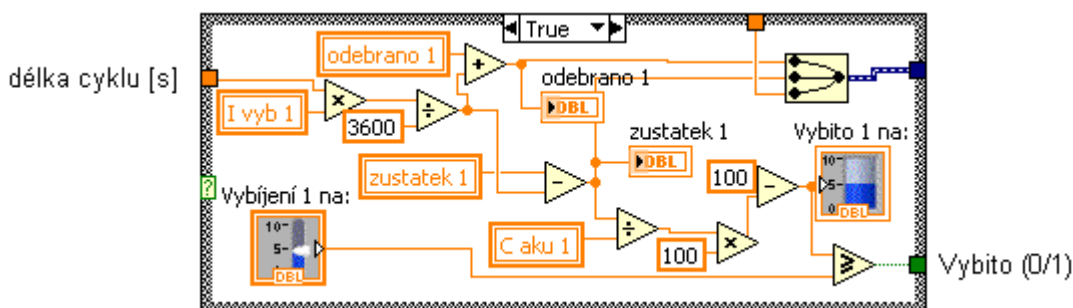 True
odebrano 1
odebrano 1
délka cyklu [s]
I vyb 1
3600
DBL
zustatek 1
Vybito 1 na:
DBL
zustatek 1
100
10-
5-
0
DBL
Vybíjení 1 na:
10-
5-
DBL
C aku 1
100
Vybito (0/1)